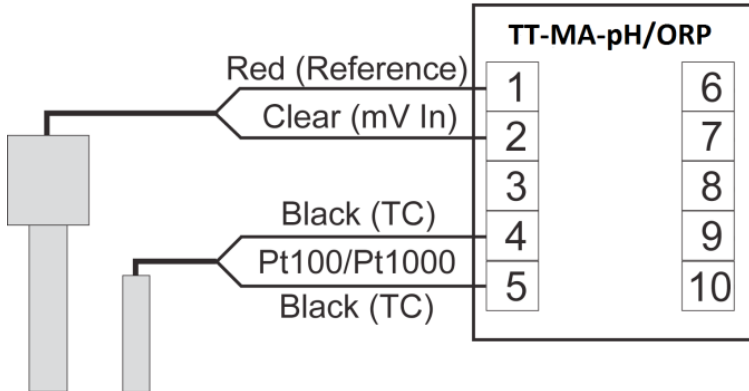 TT-MA-pH/ORP
Red (Reference)
1
6
Clear (mV In)
2
7
3
8
Black (TC)
4
9
Pt100/Pt1000
5
10
Black (TC)